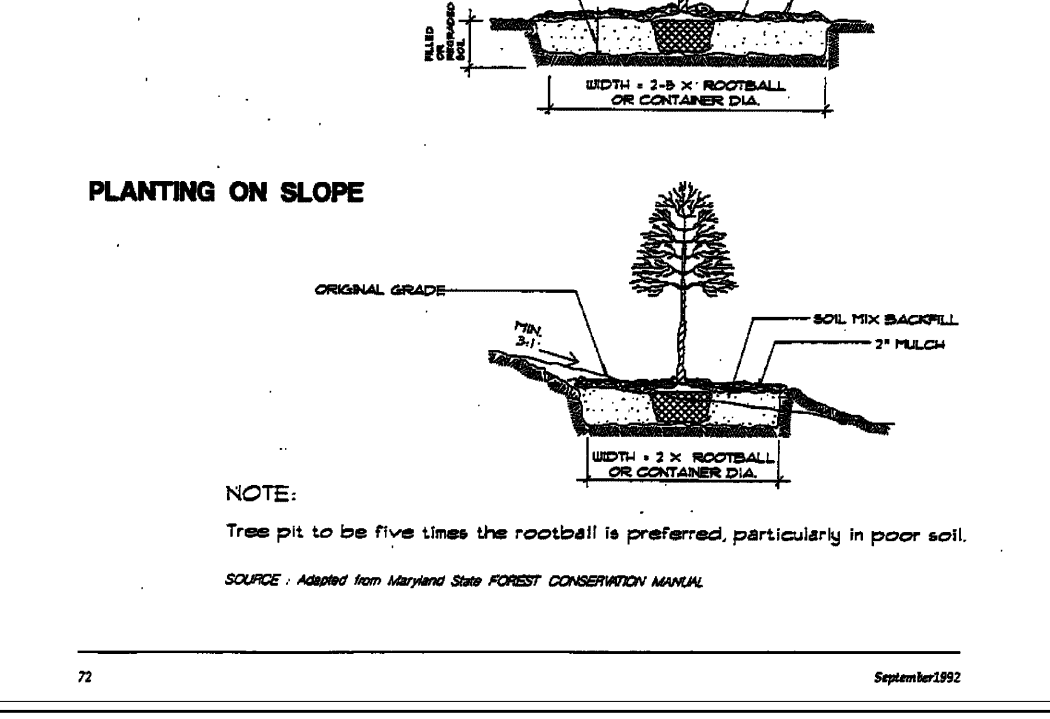 FILLED
OR
REGRADED
SOIL
WIDTH = 2-5 X ROOTBALL
OR CONTAINER DIA.
PLANTING ON SLOPE
ORIGINAL GRADE
MIN.
3:1
SOIL MIX BACKFILL
2" MULCH
WIDTH = 2 X ROOTBALL
OR CONTAINER DIA.
NOTE:
Tree pit to be five times the rootball is preferred, particularly in poor soil.
SOURCE : Adapted from Maryland State FOREST CONSERVATION MANUAL
72
September1992